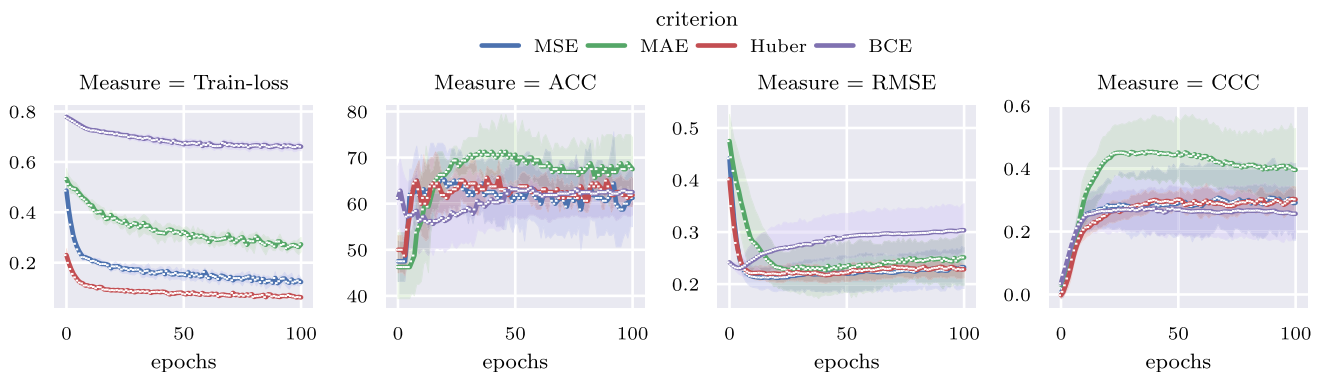 criterion
MSE MAE Huber BCE
Measure = Train-loss
0.8
0.6
0.4
0.2
0 50 100
epochs
Measure = ACC
80
70
60
50
40
0 50 100
epochs
Measure = RMSE
0.5
0.4
0.3
0.2
0 50 100
epochs
Measure = CCC
0.6
0.4
0.2
0.0
0 50 100
epochs